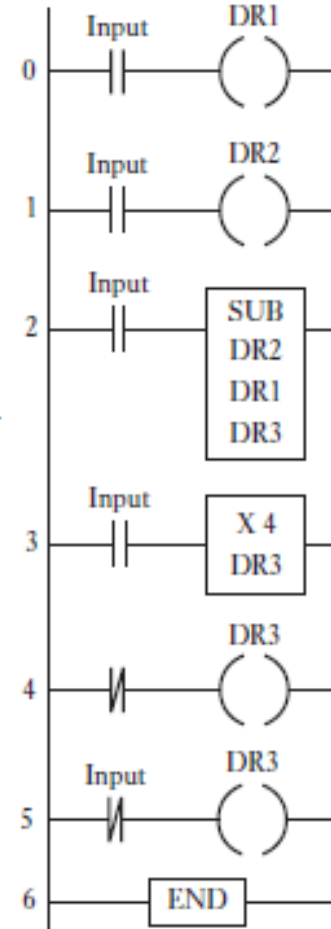 Input DR1
0
Input DR2
1
Input
2 SUB
DR2
DR1
DR3
Input
3 X 4
DR3
DR3
4
Input DR3
5
6 END